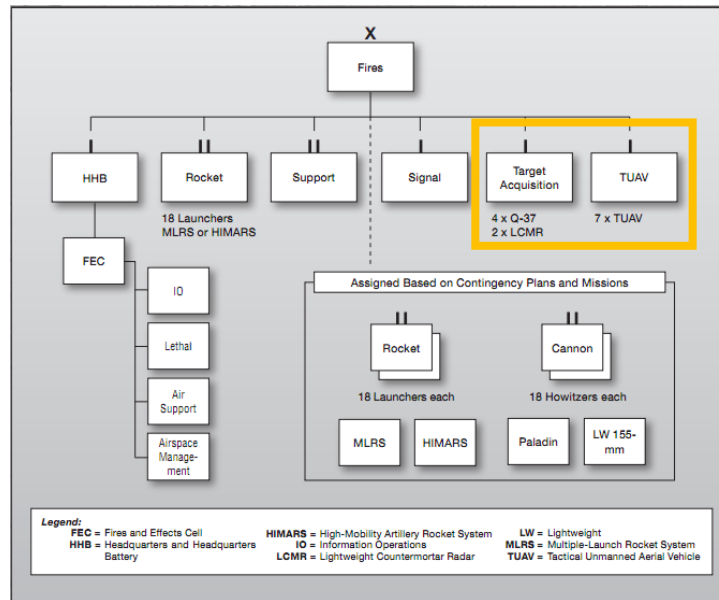 X
Fires
I
II
II
I
I
I
HHB
Rocket
Support
Signal
Target
Acquisition
TUAV
18 Launchers
MLRS or HIMARS
4 x Q-37
2 x LCMR
7 x TUAV
FEC
IO
Lethal
Air
Support
Airspace
Manage-
ment
Assigned Based on Contingency Plans and Missions
II
II
Rocket
Cannon
18 Launchers each
18 Howitzers each
MLRS
HIMARS
Paladin
LW 155-
mm
Legend:
FEC = Fires and Effects Cell
HHB = Headquarters and Headquarters
Battery
HIMARS = High-Mobility Artillery Rocket System
IO = Information Operations
LCMR = Lightweight Countermortar Radar
LW = Lightweight
MLRS = Multiple-Launch Rocket System
TUAV = Tactical Unmanned Aerial Vehicle